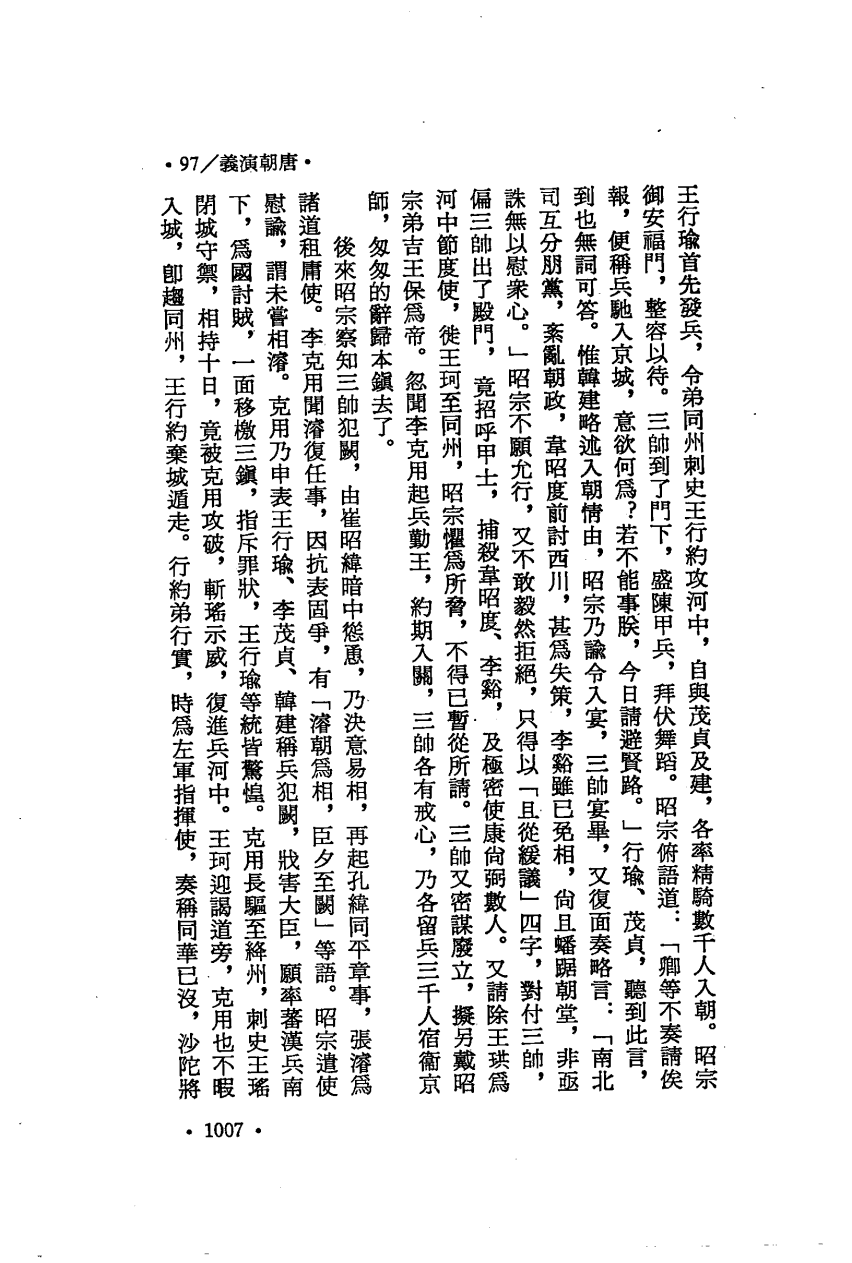 •唐朝演義/97•
王行瑜首先發兵，令弟同州刺史王行約攻河中，自與茂貞及建，各率精騎數千人入朝。昭宗
御安福門，整容以待。三帥到了門下，盛陳甲兵，拜伏舞蹈。昭宗俯語道：「卿等不奏請俟
報，便稱兵馳入京城，意欲何爲？若不能事朕，今日請避賢路。」行瑜、茂貞，聽到此言，
到也無詞可答。惟韓建略述入朝情由，昭宗乃諭令入宴，三帥宴畢，又復面奏略言：「南北
司互分朋黨，紊亂朝政，韋昭度前討西川，甚爲失策，李谿雖已免相，尙且蟠踞朝堂，非亟
誅無以慰衆心。」昭宗不願允行，又不敢毅然拒絕，只得以「且從緩議」四字，對付三帥，
偏三帥出了殿門，竟招呼甲士，捕殺韋昭度、李谿，及極密使康尙弼數人。又請除王珙爲
河中節度使，徙王珂至同州，昭宗懼爲所脅，不得已暫從所請。三帥又密謀廢立，擬另戴昭
宗弟吉王保爲帝。忽聞李克用起兵勤王，約期入關，三帥各有戒心，乃各留兵三千人宿衞京
師，匆匆的辭歸本鎭去了。
後來昭宗察知三帥犯闕，由崔昭緯暗中慫恿，乃決意易相，再起孔緯同平章事，張濬爲
諸道租庸使。李克用聞濬復任事，因抗表固爭，有「濬朝爲相，臣夕至闕」等語。昭宗遣使
慰諭，謂未嘗相濬。克用乃申表王行瑜、李茂貞、韓建稱兵犯闕，戕害大臣，願率蕃漢兵南
下，爲國討賊，一面移檄三鎭，指斥罪狀，王行瑜等統皆驚惶。克用長驅至絳州，刺史王瑤
閉城守禦，相持十日，竟被克用攻破，斬瑤示威，復進兵河中。王珂迎謁道旁，克用也不暇
入城，卽趨同州，王行約棄城遁走。行約弟行實，時爲左軍指揮使，奏稱同華已沒，沙陀將
•1007•